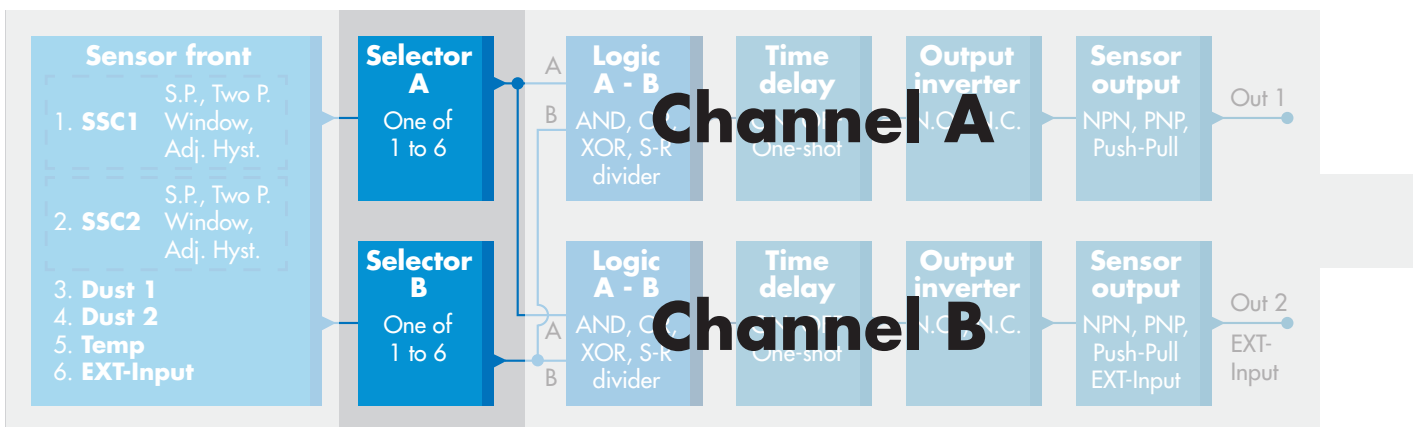 Sensor front
1. SSC1
S.P., Two P.
Window,
Adj. Hyst.
2. SSC2
S.P., Two P.
Window,
Adj. Hyst.
3. Dust 1
4. Dust 2
5. Temp
6. EXT-Input
Selector
A
One of
1 to 6
Selector
B
One of
1 to 6
A
B
Logic
A - B
AND, OR,
XOR, S-R
divider
Time
delay
One-shot
Output
inverter
Sensor
output
NPN, PNP,
Push-Pull
Out 1
Channel A
A
B
Logic
A - B
AND, OR,
XOR, S-R
divider
Time
delay
One-shot
Output
inverter
Sensor
output
NPN, PNP,
Push-Pull
EXT-Input
Out 2
EXT-
Input
Channel B